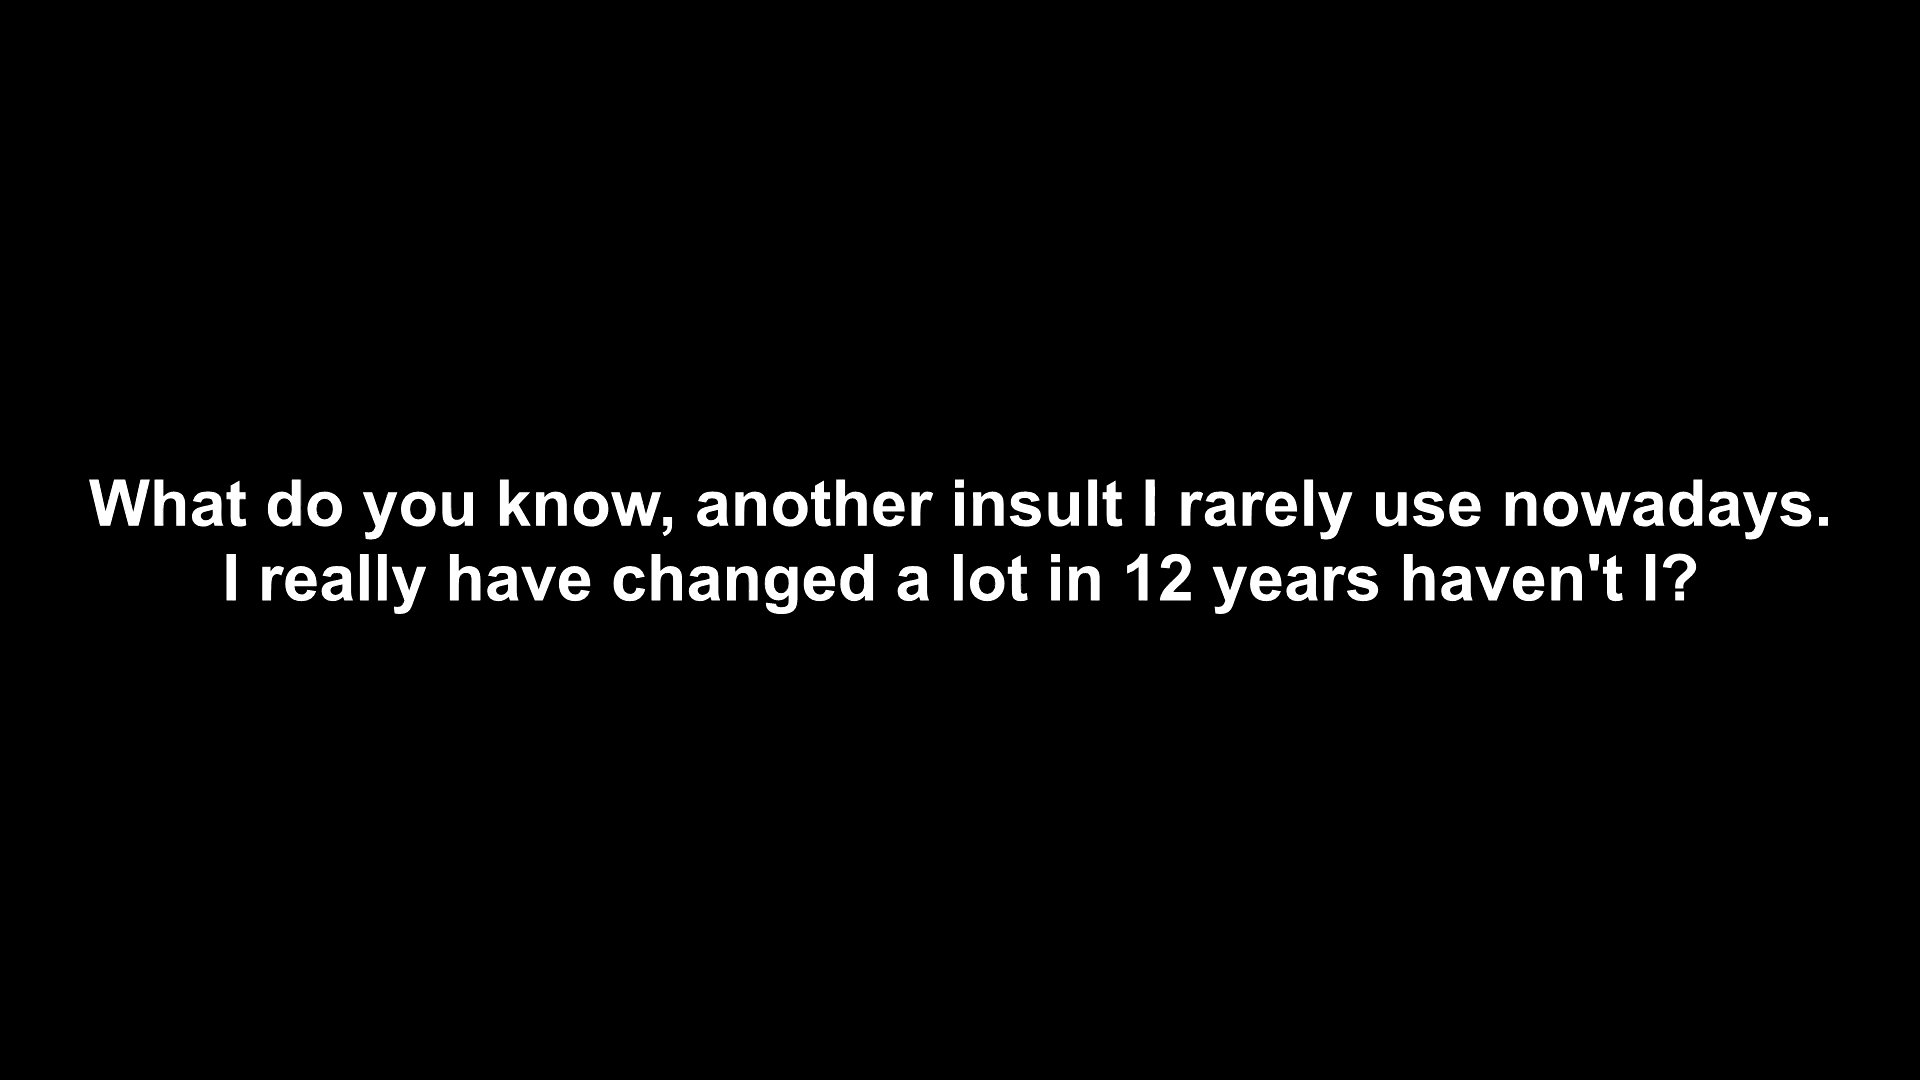 What do you know, another insult I rarely use nowadays.
I really have changed a lot in 12 years haven't I?